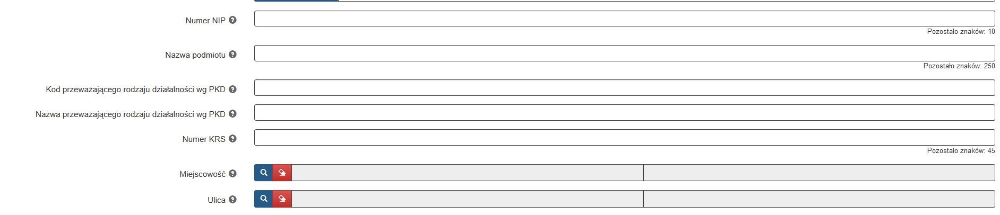 Numer NIP
Pozostało znaków: 10
Nazwa podmiotu
Pozostało znaków: 250
Kod przeważającego rodzaju działalności wg PKD
Nazwa przeważającego rodzaju działalności wg PKD
Numer KRS
Pozostało znaków: 45
Miejscowość
Ulica